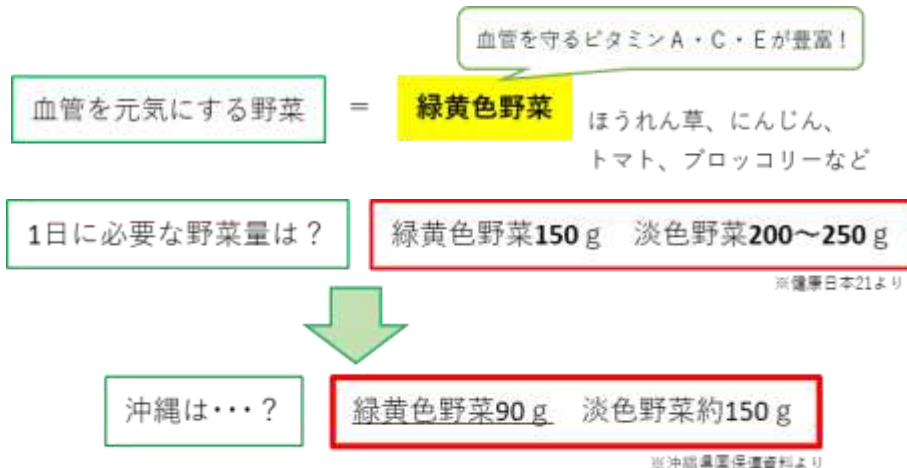 血管を守るビタミンA・C・Eが豊富！
血管を元気にする野菜 ＝ 緑黄色野菜
ほうれん草、にんじん、
トマト、ブロッコリーなど
1日に必要な野菜量は？ 緑黄色野菜150ｇ 淡色野菜200～250ｇ
※健康日本21より
沖縄は・・・？ 緑黄色野菜90ｇ 淡色野菜約150ｇ
※沖縄県国保連資料より